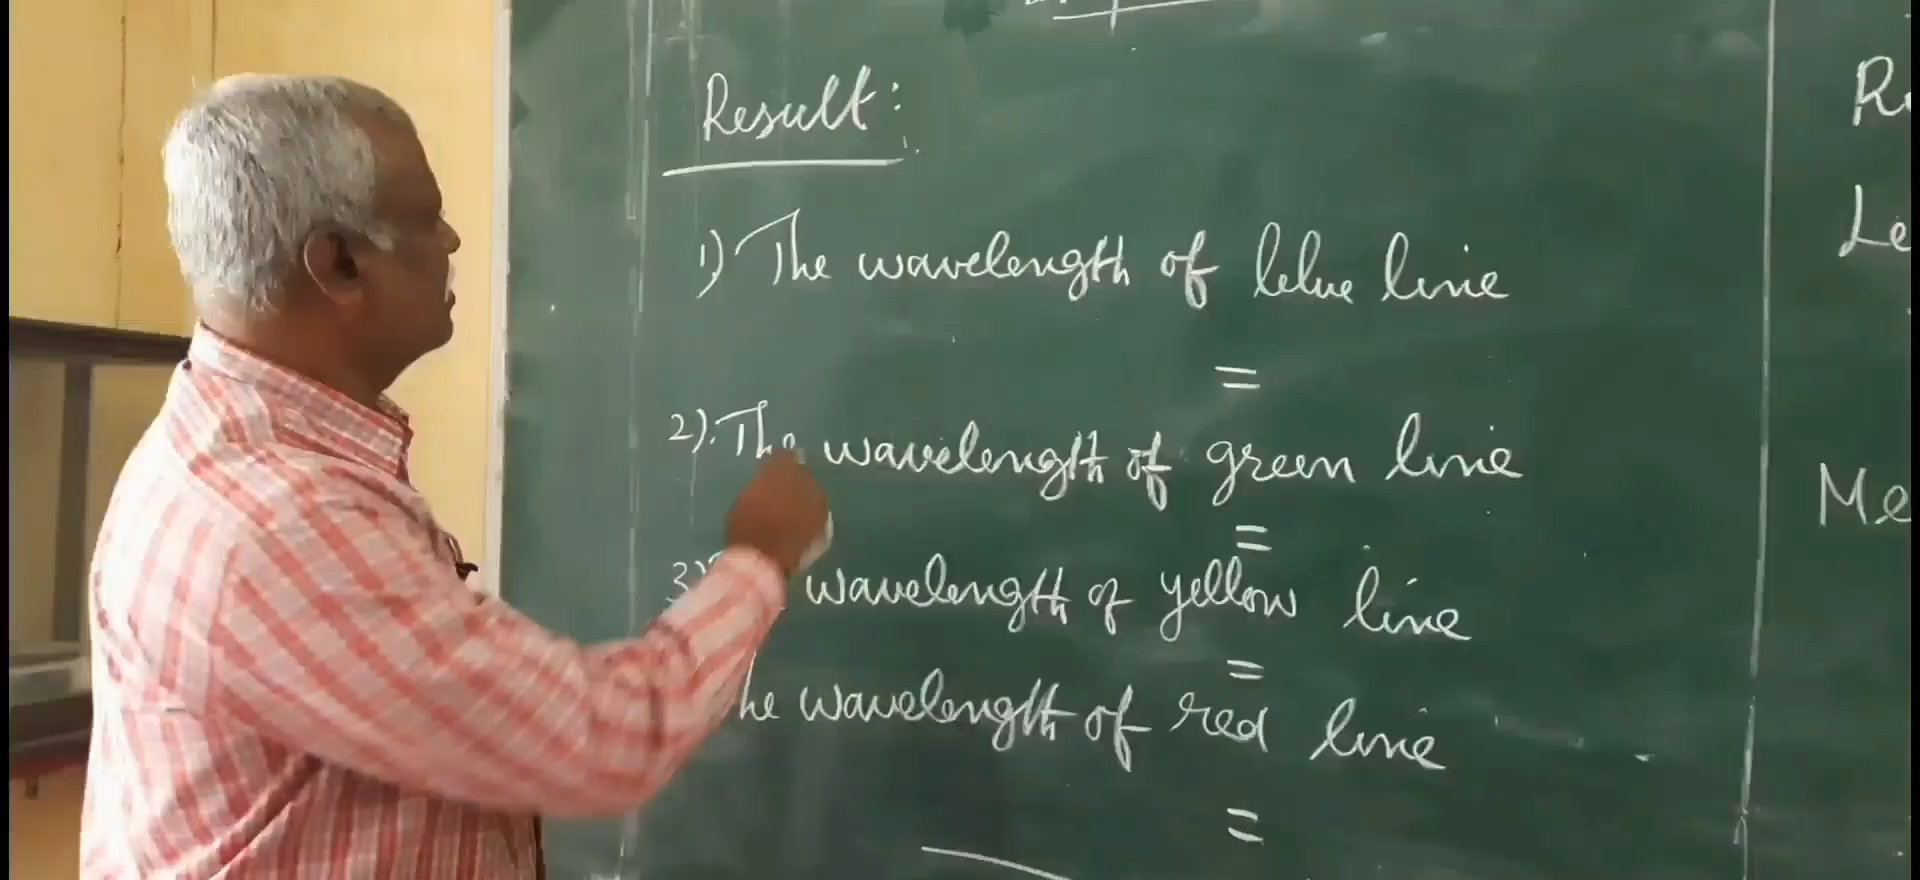 Result:
1) The wavelength of blue line
=
2). The wavelength of green line
=
3) wavelength of yellow line
=
he wavelength of red line
=
R
Le
Me